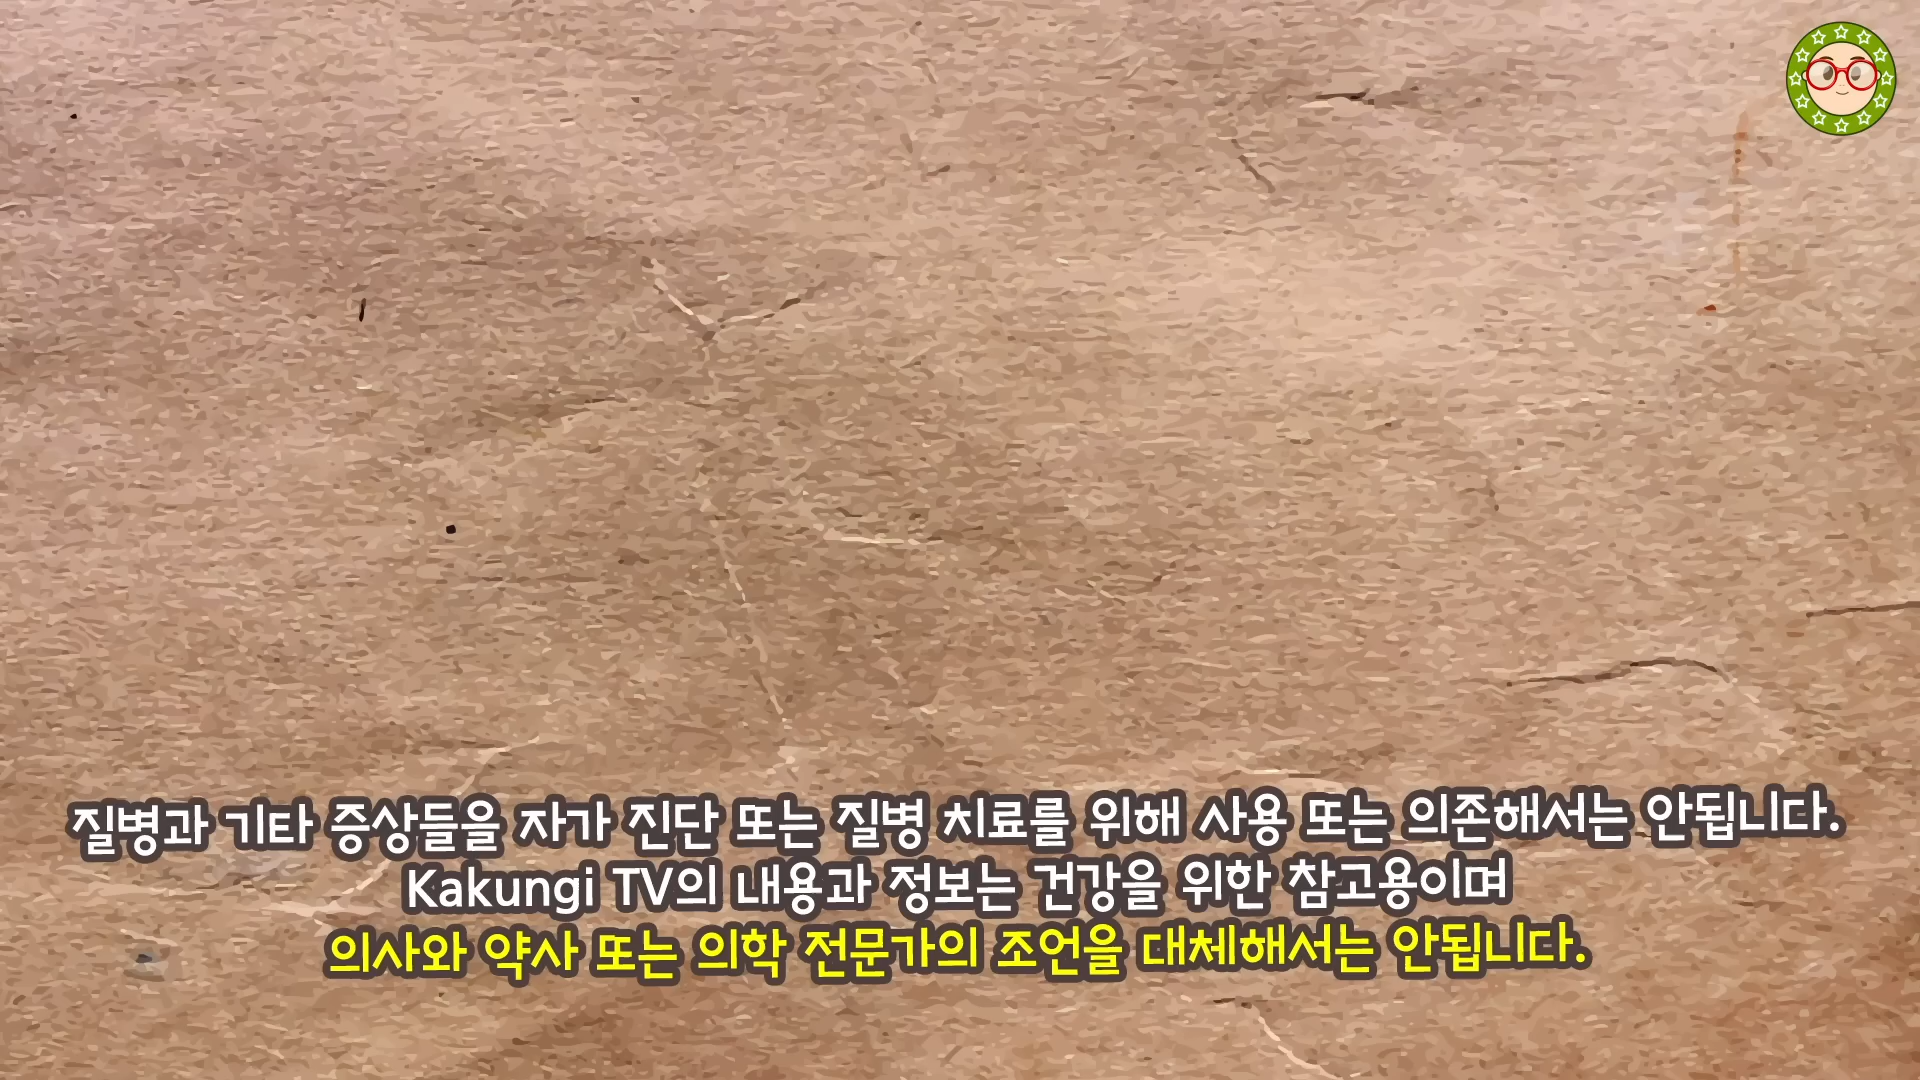 질병과 기타 증상들을 자가 진단 또는 질병 치료를 위해 사용 또는 의존해서는 안됩니다.
Kakungi TV의 내용과 정보는 건강을 위한 참고용이며
의사와 약사 또는 의학 전문가의 조언을 대체해서는 안됩니다.